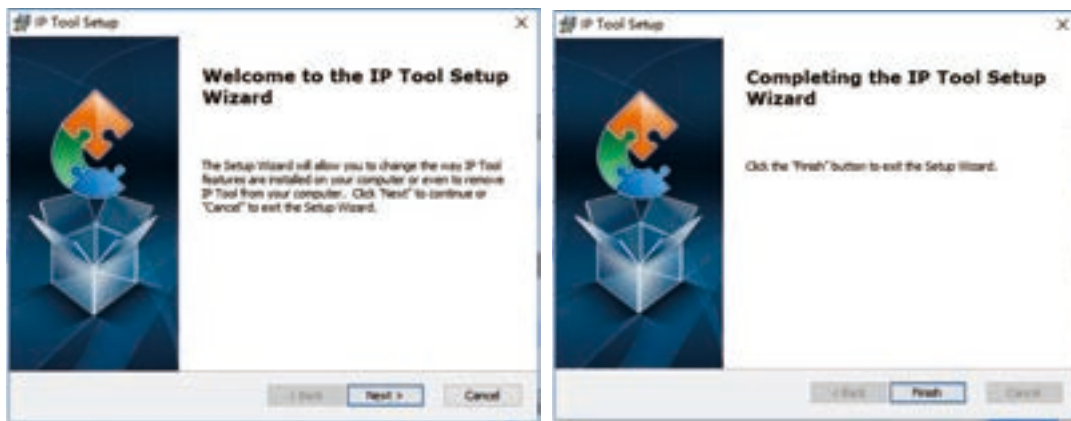 IP Tool Setup
Welcome to the IP Tool Setup
Wizard
The Setup Wizard will allow you to change the way IP Tool
features are installed on your computer or even to remove
IP Tool from your computer. Click "Next" to continue or
"Cancel" to exit the Setup Wizard.
< Back Next > Cancel
IP Tool Setup
Completing the IP Tool Setup
Wizard
Click the "Finish" button to exit the Setup Wizard.
< Back Finish Cancel